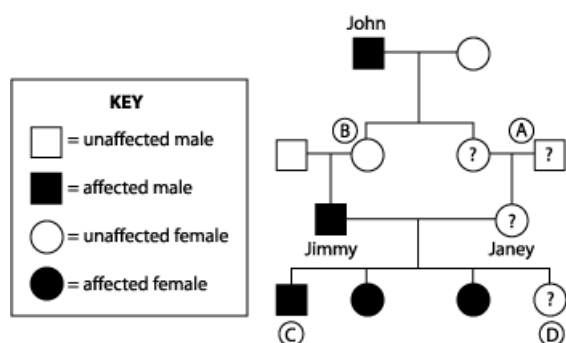 John
KEY
= unaffected male
= affected male
= unaffected female
= affected female
B
A
?
?
Jimmy
?
Janey
?
C
D